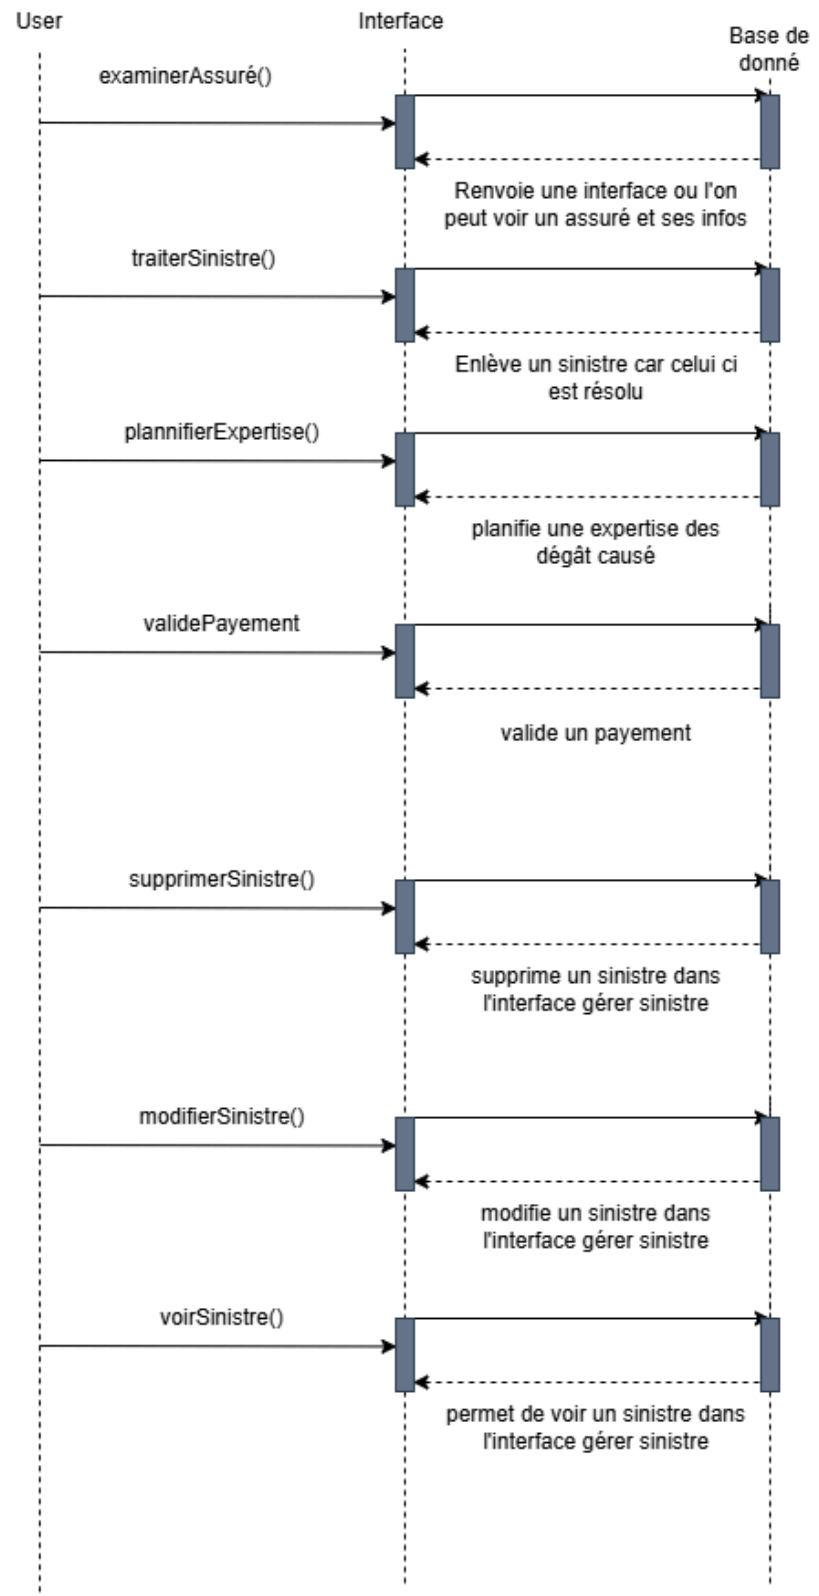 User
Interface
Base de
donné
examinerAssuré()
Renvoie une interface ou l'on
peut voir un assuré et ses infos
traiterSinistre()
Enlève un sinistre car celui ci
est résolu
plannifierExpertise()
planifie une expertise des
dégât causé
validePayement
valide un payement
supprimerSinistre()
supprime un sinistre dans
l'interface gérer sinistre
modifierSinistre()
modifie un sinistre dans
l'interface gérer sinistre
voirSinistre()
permet de voir un sinistre dans
l'interface gérer sinistre